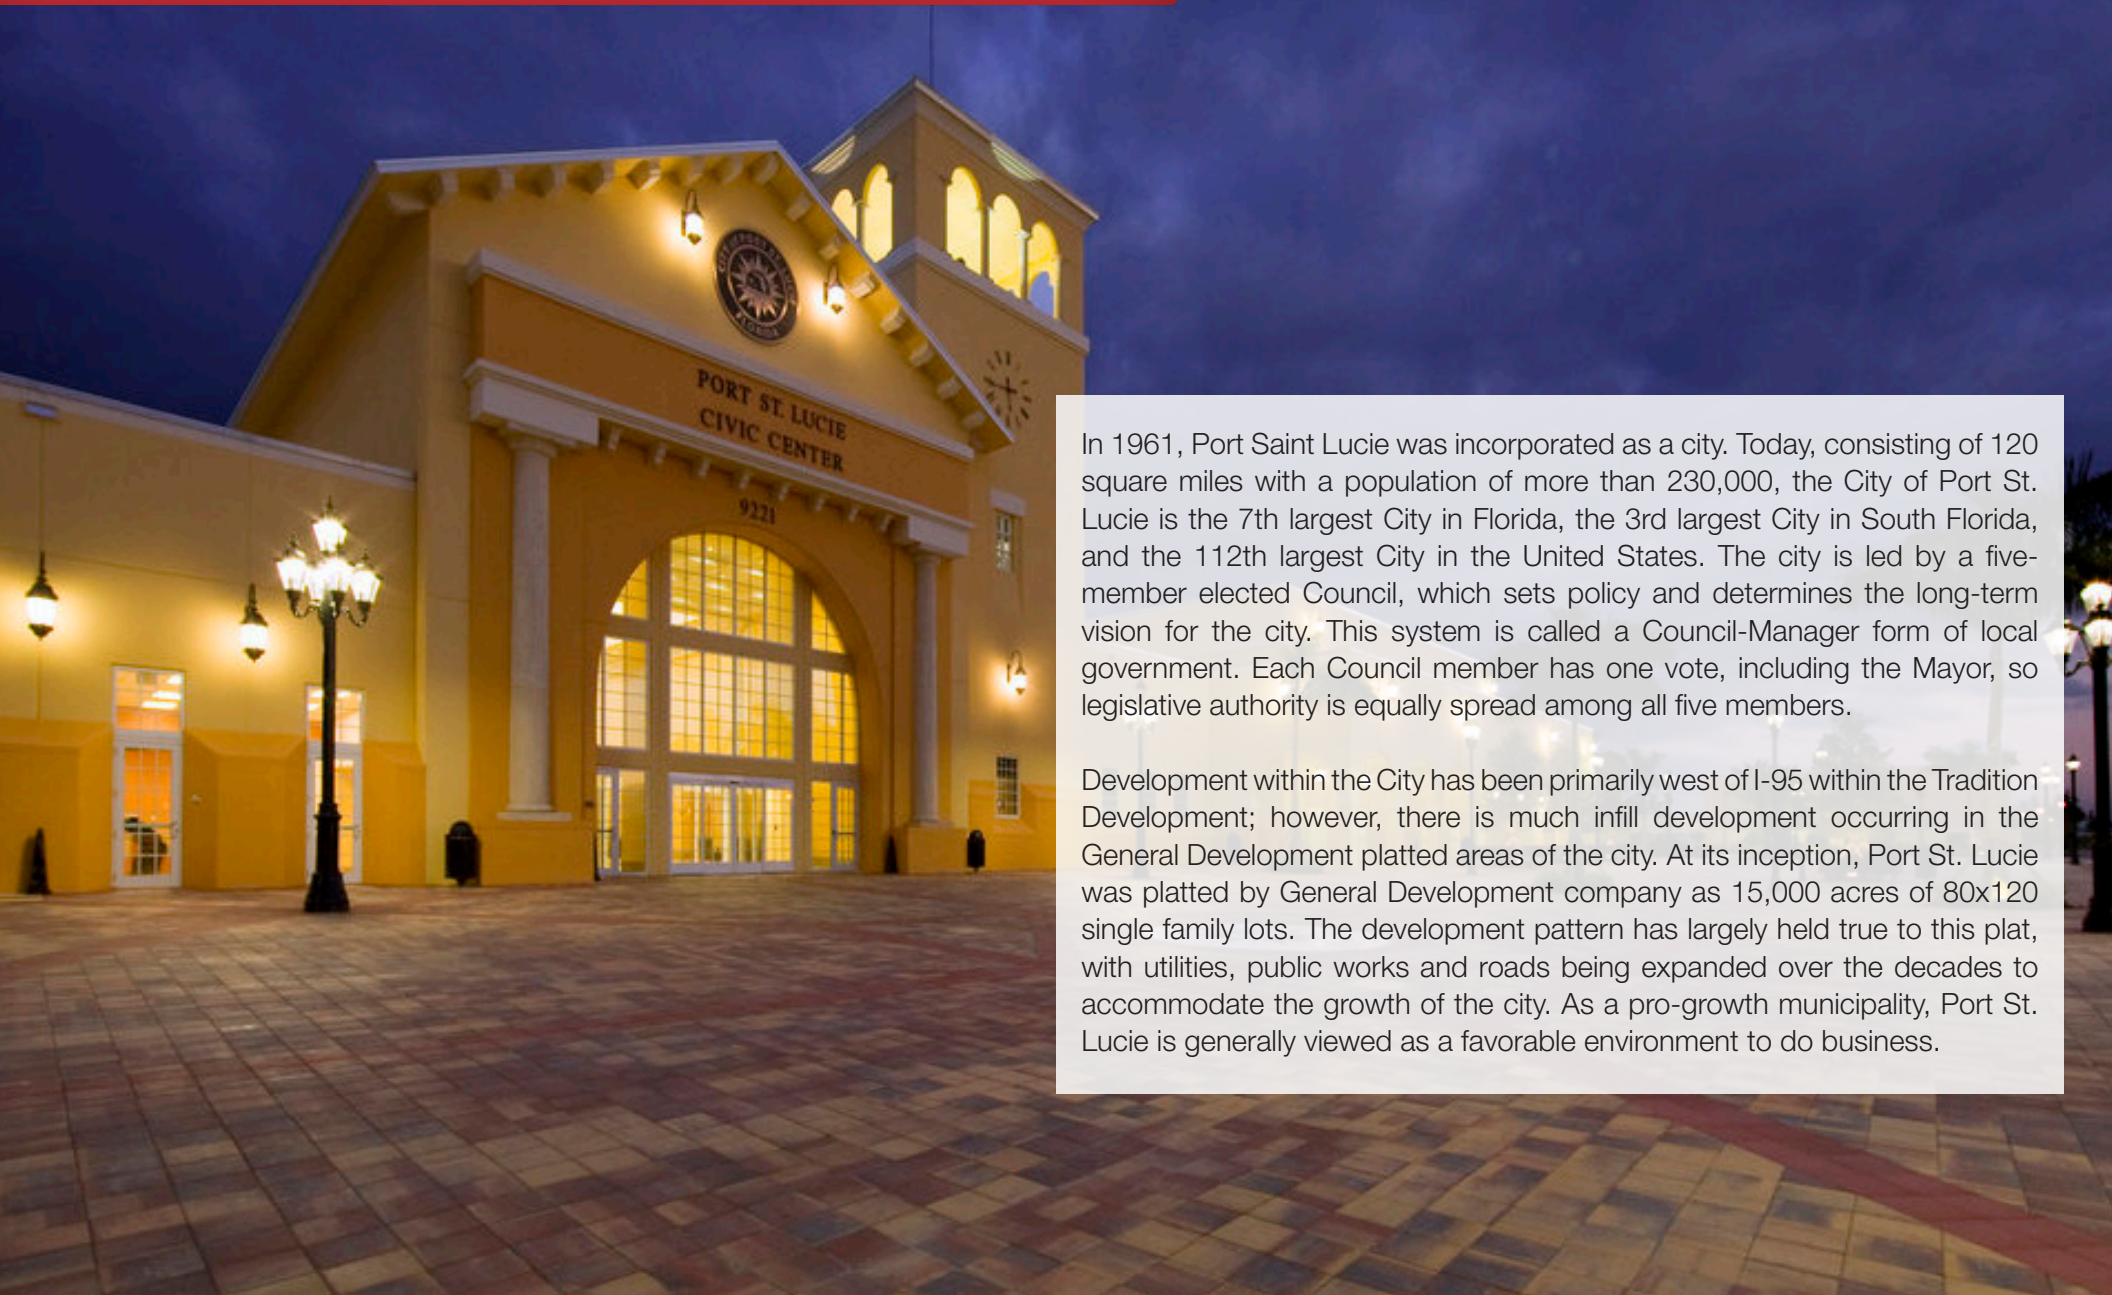 FLORIDA
PORT ST. LUCIE
CIVIC CENTER
9221
In 1961, Port Saint Lucie was incorporated as a city. Today, consisting of 120
square miles with a population of more than 230,000, the City of Port St.
Lucie is the 7th largest City in Florida, the 3rd largest City in South Florida,
and the 112th largest City in the United States. The city is led by a five-
member elected Council, which sets policy and determines the long-term
vision for the city. This system is called a Council-Manager form of local
government. Each Council member has one vote, including the Mayor, so
legislative authority is equally spread among all five members.
Development within the City has been primarily west of I-95 within the Tradition
Development; however, there is much infill development occurring in the
General Development platted areas of the city. At its inception, Port St. Lucie
was platted by General Development company as 15,000 acres of 80x120
single family lots. The development pattern has largely held true to this plat,
with utilities, public works and roads being expanded over the decades to
accommodate the growth of the city. As a pro-growth municipality, Port St.
Lucie is generally viewed as a favorable environment to do business.